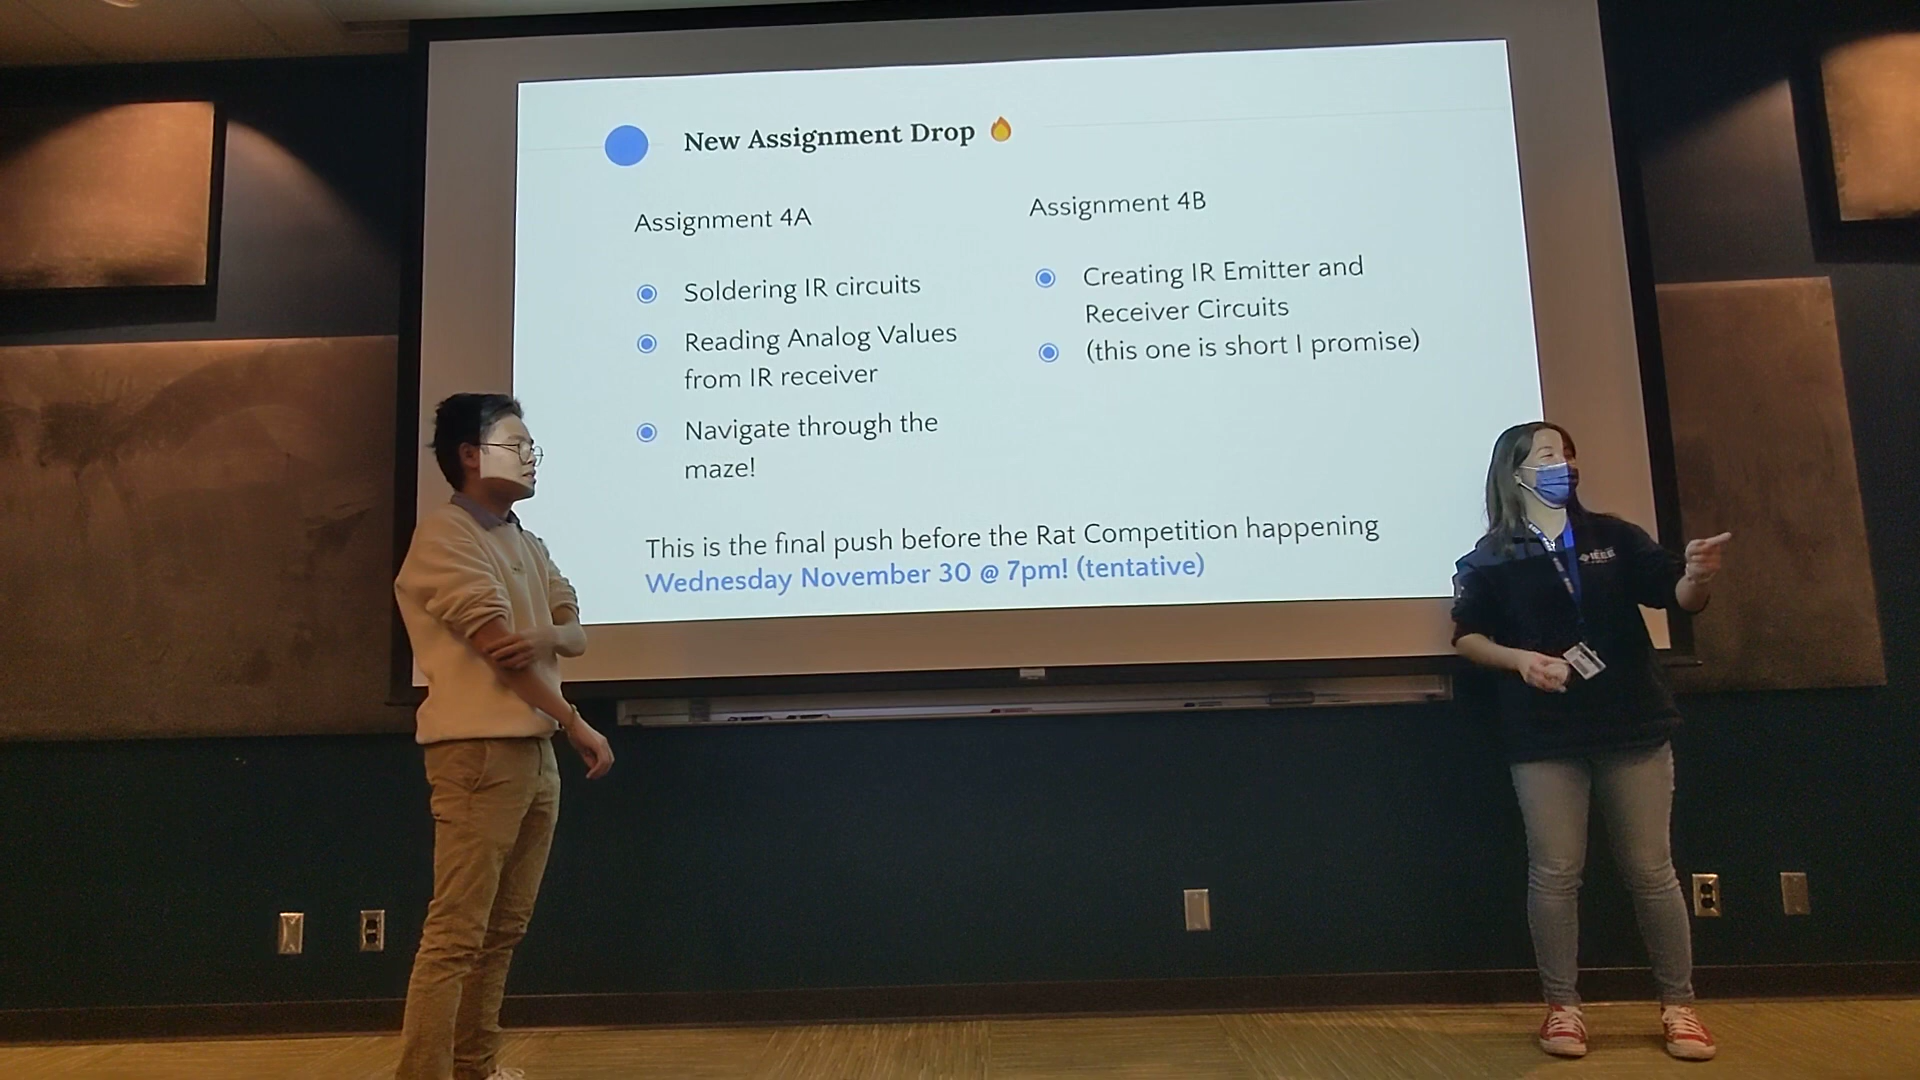 New Assignment Drop 🔥
Assignment 4A
Soldering IR circuits
Reading Analog Values
from IR receiver
Navigate through the
maze!
Assignment 4B
Creating IR Emitter and
Receiver Circuits
(this one is short I promise)
This is the final push before the Rat Competition happening
Wednesday November 30 @ 7pm! (tentative)
IEEE